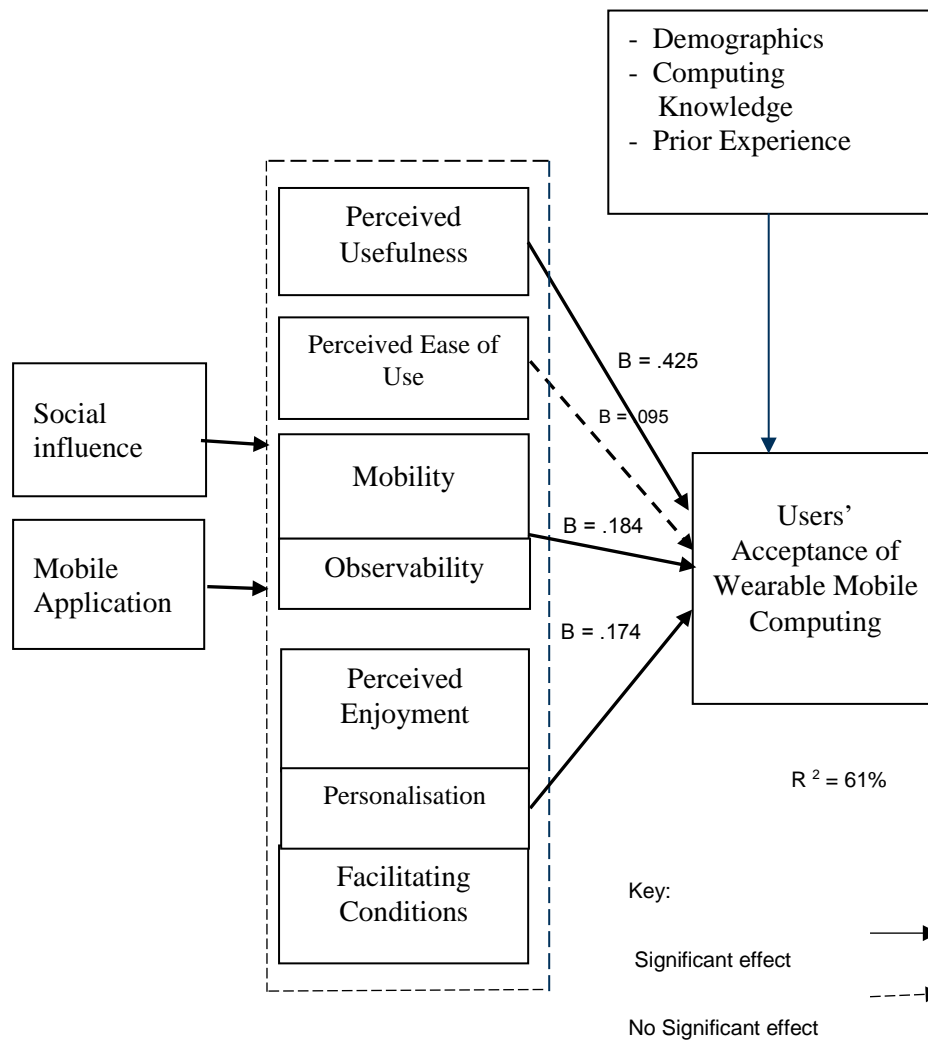 - Demographics
- Computing
Knowledge
- Prior Experience
Perceived
Usefulness
Perceived Ease of
Use
B = .425
B = .095
Social
influence
Mobility
B = .184
Observability
Mobile
Application
Users’
Acceptance of
Wearable Mobile
Computing
B = .174
Perceived
Enjoyment
Personalisation
R 2 = 61%
Facilitating
Conditions
Key:
Significant effect
No Significant effect